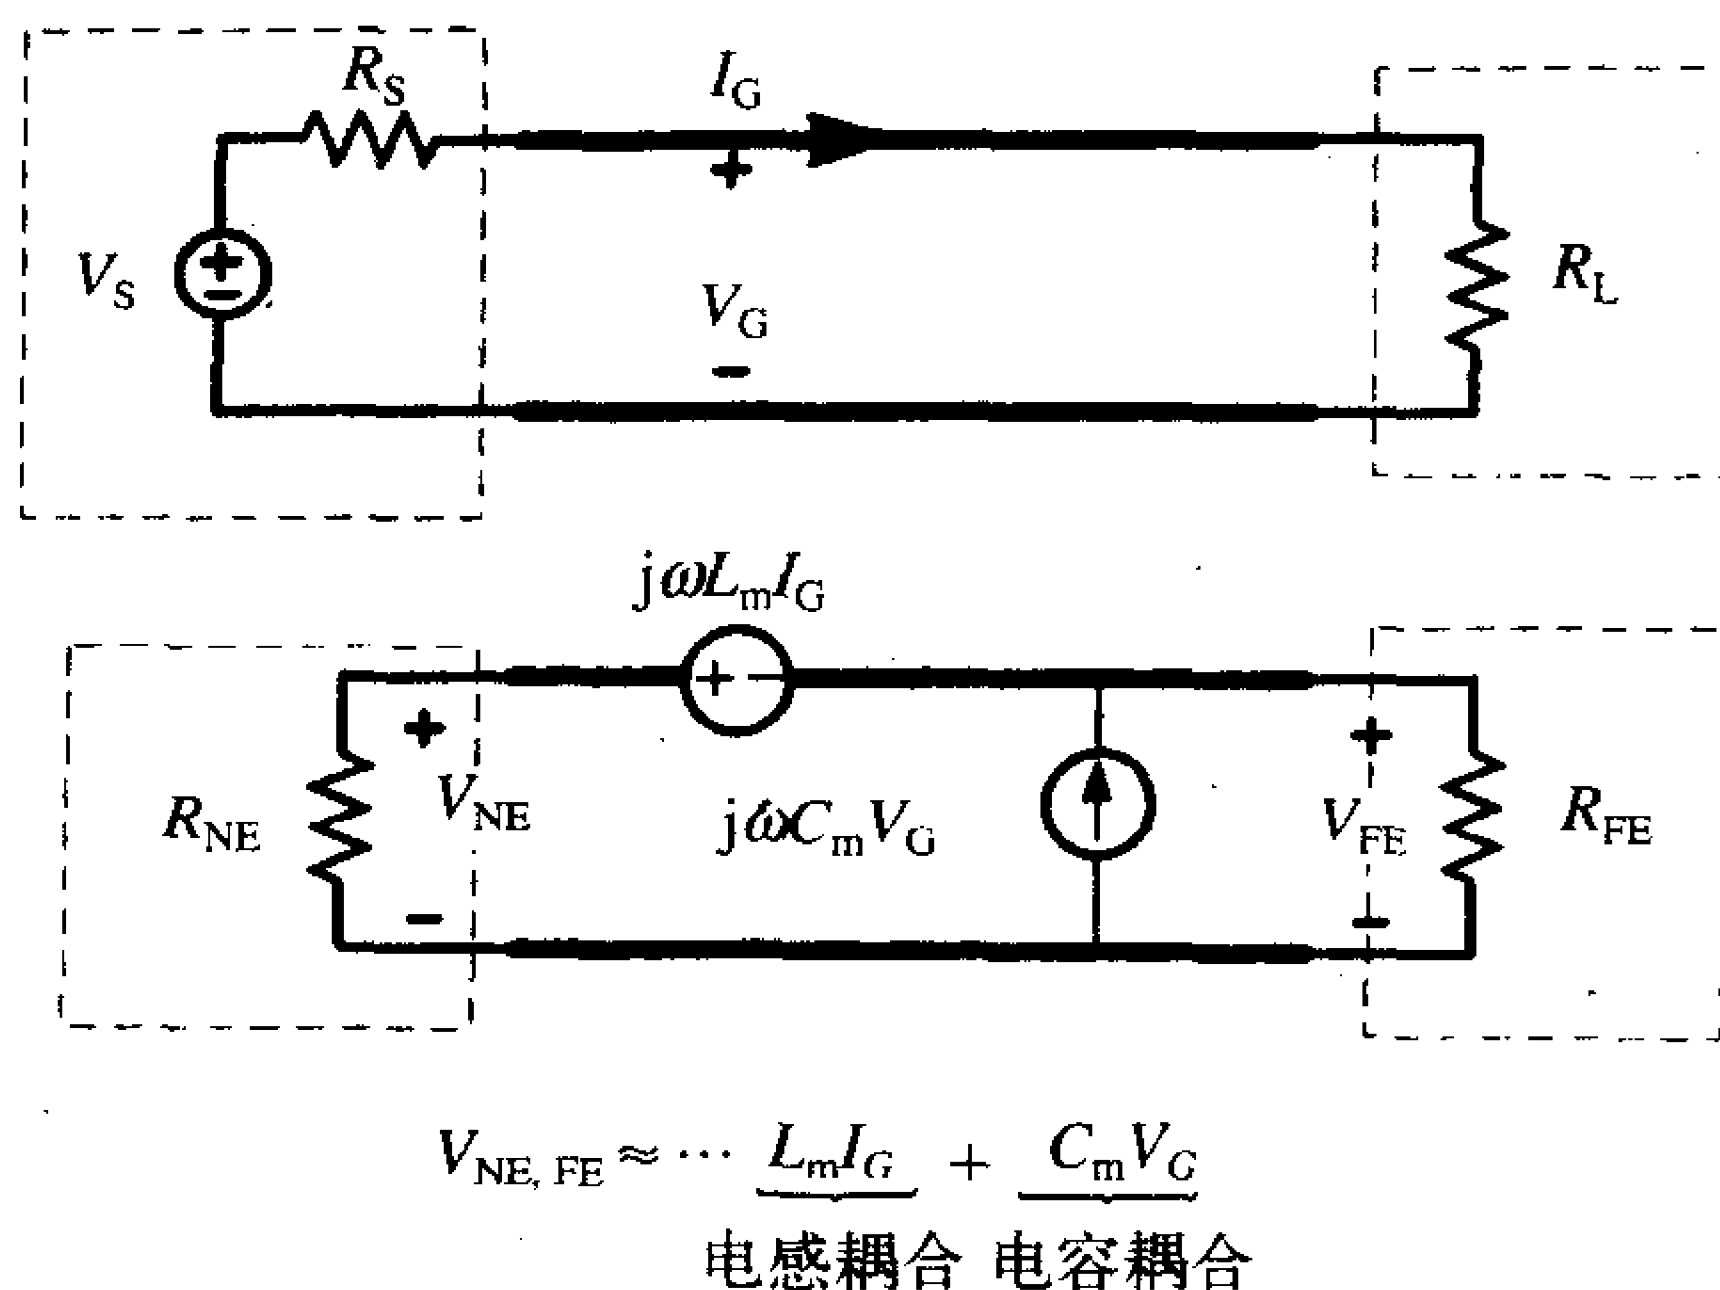 R_S
I_G
+
V_S
+
−
V_G
−
R_L
jωL_mI_G
+ −
+
+
R_NE
V_NE
jωC_mV_G
V_FE
R_FE
−
−
V_NE, FE ≈ ⋯ L_mI_G + C_mV_G
电感耦合 电容耦合